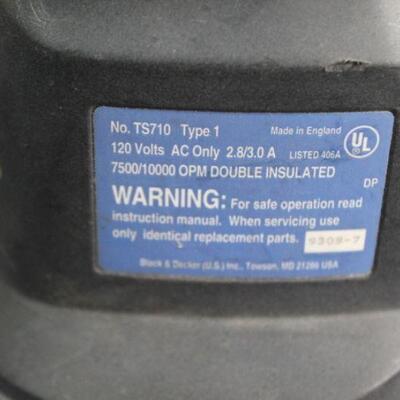 No. TS710 Type 1 Made in England
120 Volts AC Only 2.8/3.0 A LISTED 406A UL
7500/10000 OPM DOUBLE INSULATED
DP
WARNING: For safe operation read
instruction manual. When servicing use
only identical replacement parts. 9309-7
Black & Decker (U.S.) Inc., Towson, MD 21286 USA